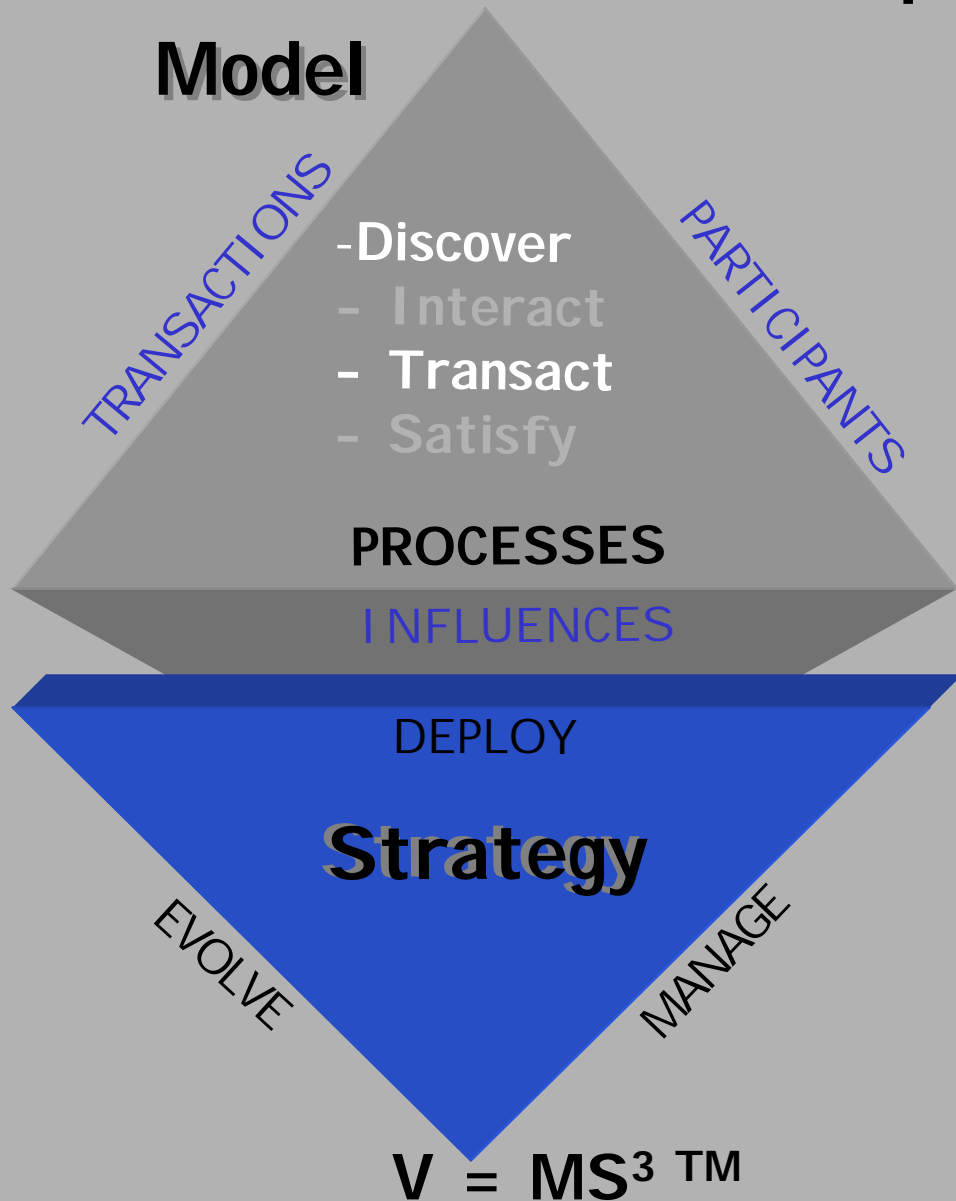 Model
TRANSACTIONS
PARTICIPANTS
-Discover
- Interact
- Transact
- Satisfy
PROCESSES
INFLUENCES
DEPLOY
Strategy
EVOLVE
MANAGE
V = MS³ TM